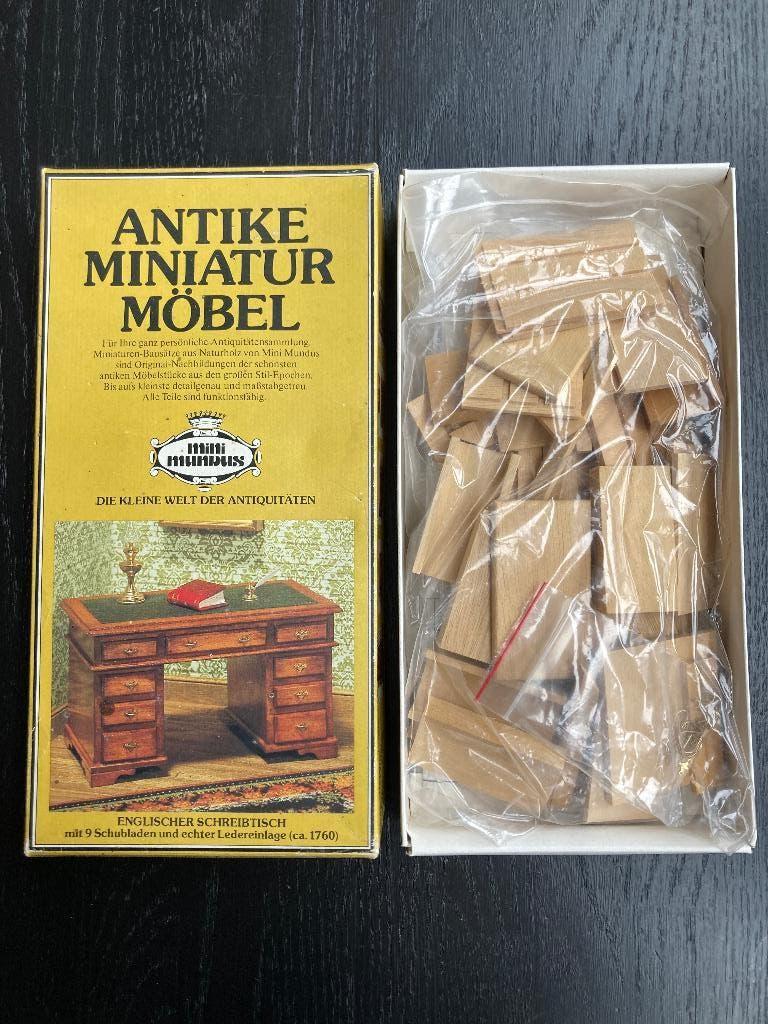 ANTIKE
MINIATUR
MÖBEL
Für Ihre ganz persönliche Antiquitätensammlung.
Miniaturen-Bausätze aus Naturholz von Mini Mundus
sind Original-Nachbildungen der schönsten
antiken Möbelstücke aus den großen Stil-Epochen.
Bis aufs kleinste detailgenau und maßstabgetreu.
Alle Teile sind funktionsfähig.
mini
mundus
DIE KLEINE WELT DER ANTIQUITÄTEN
ENGLISCHER SCHREIBTISCH
mit 9 Schubladen und echter Ledereinlage (ca. 1760)